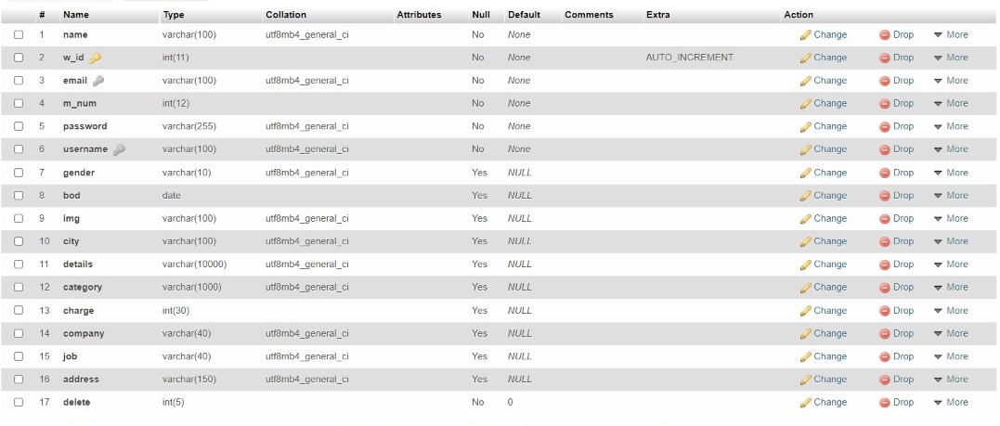 # Name Type Collation Attributes Null Default Comments Extra Action
1 name varchar(100) utf8mb4_general_ci No None Change Drop More
2 w_id int(11) No None AUTO_INCREMENT Change Drop More
3 email varchar(100) utf8mb4_general_ci No None Change Drop More
4 m_num int(12) No None Change Drop More
5 password varchar(255) utf8mb4_general_ci No None Change Drop More
6 username varchar(100) utf8mb4_general_ci No None Change Drop More
7 gender varchar(10) utf8mb4_general_ci Yes NULL Change Drop More
8 bod date Yes NULL Change Drop More
9 img varchar(100) utf8mb4_general_ci Yes NULL Change Drop More
10 city varchar(100) utf8mb4_general_ci Yes NULL Change Drop More
11 details varchar(10000) utf8mb4_general_ci Yes NULL Change Drop More
12 category varchar(1000) utf8mb4_general_ci Yes NULL Change Drop More
13 charge int(30) Yes NULL Change Drop More
14 company varchar(40) utf8mb4_general_ci Yes NULL Change Drop More
15 job varchar(40) utf8mb4_general_ci Yes NULL Change Drop More
16 address varchar(150) utf8mb4_general_ci Yes NULL Change Drop More
17 delete int(5) No 0 Change Drop More